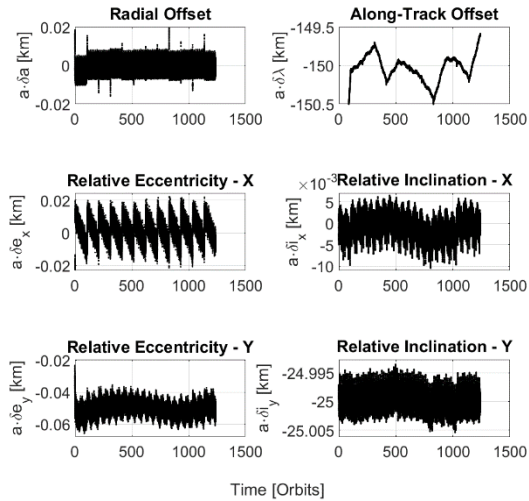 Radial Offset
a·δa [km]
0.02
0
-0.02
0 500 1000 1500
Along-Track Offset
a·δλ [km]
-149.5
-150
-150.5
0 500 1000 1500
Relative Eccentricity - X
a·δeₓ [km]
0.02
0
-0.02
0 500 1000 1500
×10⁻³
Relative Inclination - X
a·δiₓ [km]
5
0
-5
-10
0 500 1000 1500
Relative Eccentricity - Y
a·δe_y [km]
-0.02
-0.04
-0.06
0 500 1000 1500
Relative Inclination - Y
a·δi_y [km]
-24.995
-25
-25.005
0 500 1000 1500
Time [Orbits]